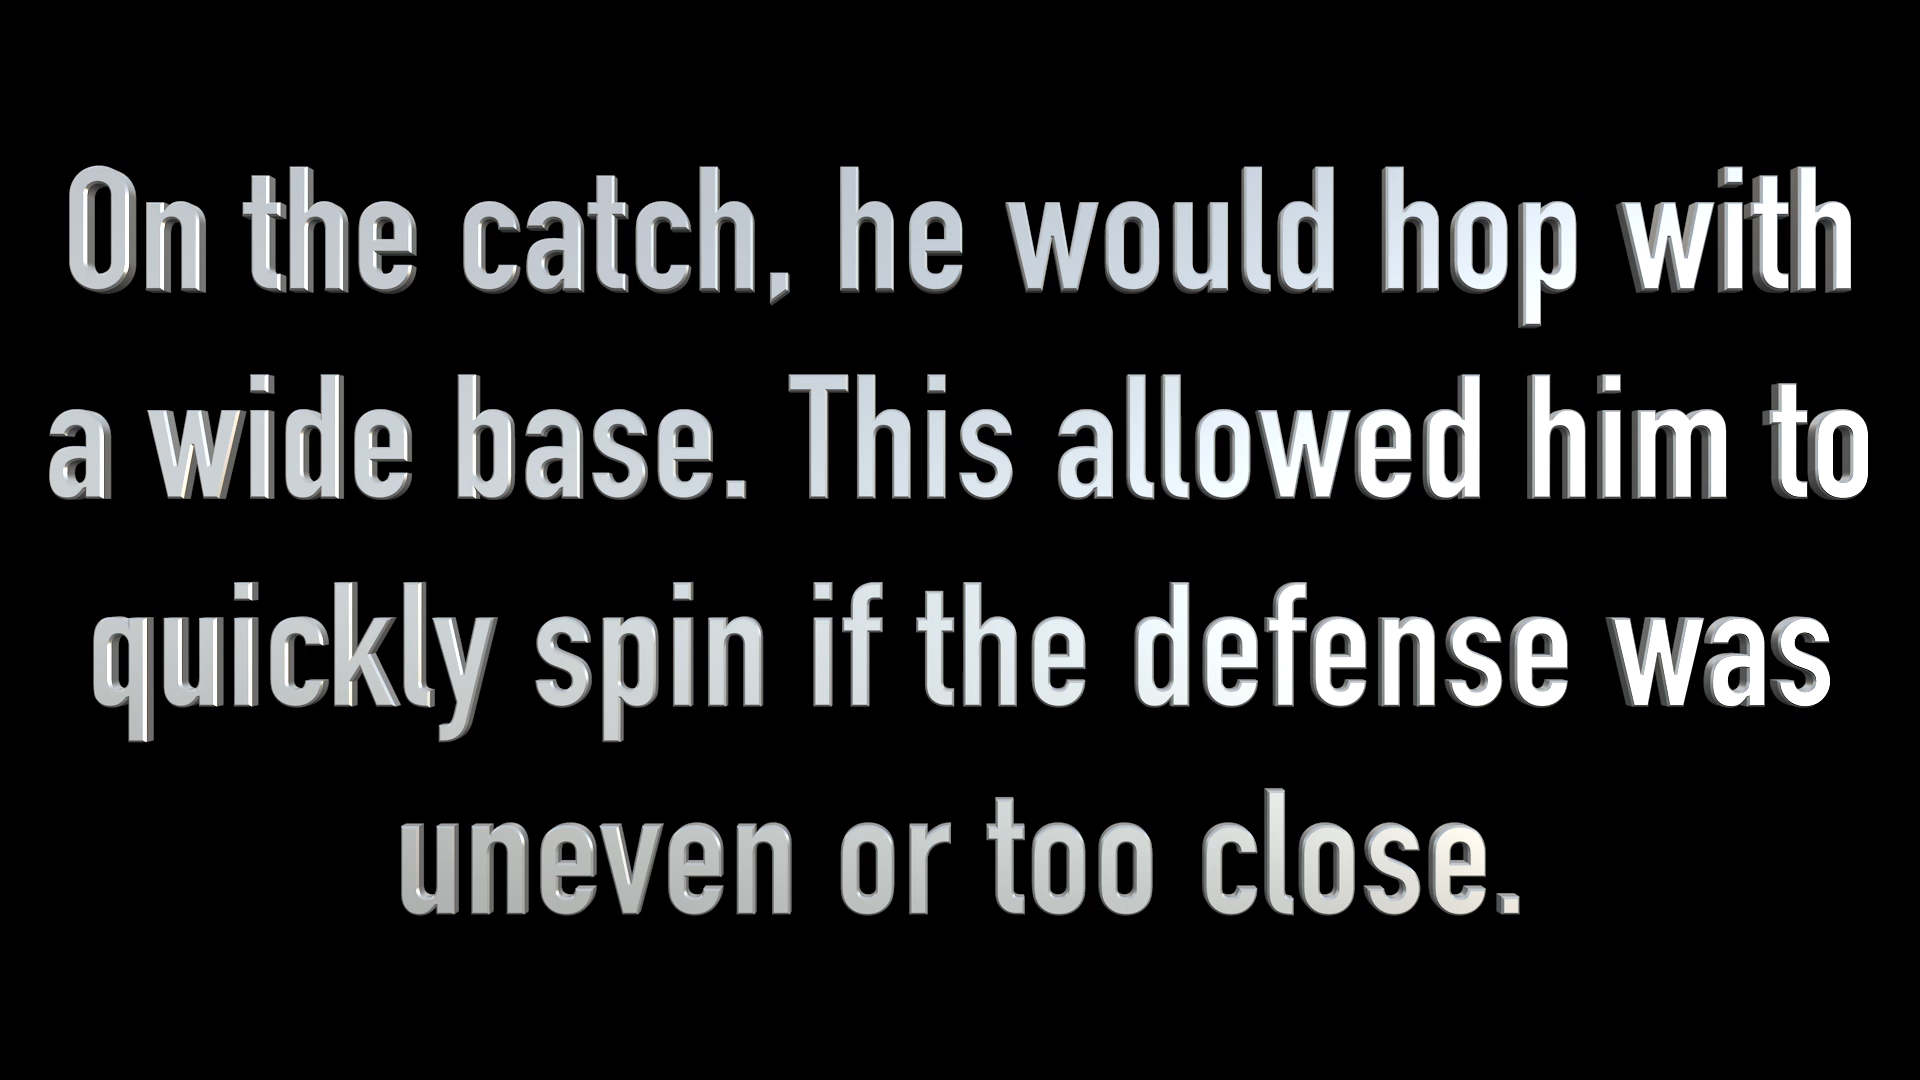 On the catch, he would hop with
a wide base. This allowed him to
quickly spin if the defense was
uneven or too close.